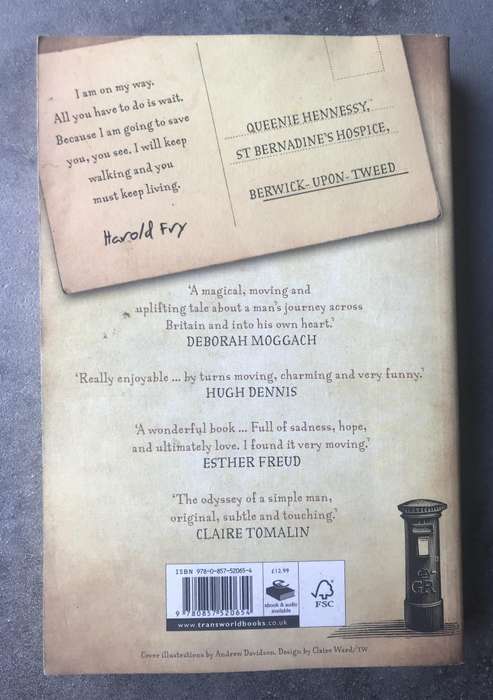 I am on my way.
All you have to do is wait.
Because I am going to save
you, you see. I will keep
walking and you
must keep living.
Harold Fry
QUEENIE HENNESSY,
ST BERNADINE'S HOSPICE,
BERWICK-UPON-TWEED
'A magical, moving and
uplifting tale about a man's journey across
Britain and into his own heart.'
DEBORAH MOGGACH
'Really enjoyable ... by turns moving, charming and very funny.'
HUGH DENNIS
'A wonderful book ... Full of sadness, hope,
and ultimately love. I found it very moving.'
ESTHER FREUD
'The odyssey of a simple man,
original, subtle and touching.'
CLAIRE TOMALIN
ISBN 978-0-857-52065-4
£12.99
9 780857 520654
ebook & audio
available
FSC
www.transworldbooks.co.uk
GR
Cover illustrations by Andrew Davidson. Design by Claire Ward/TW